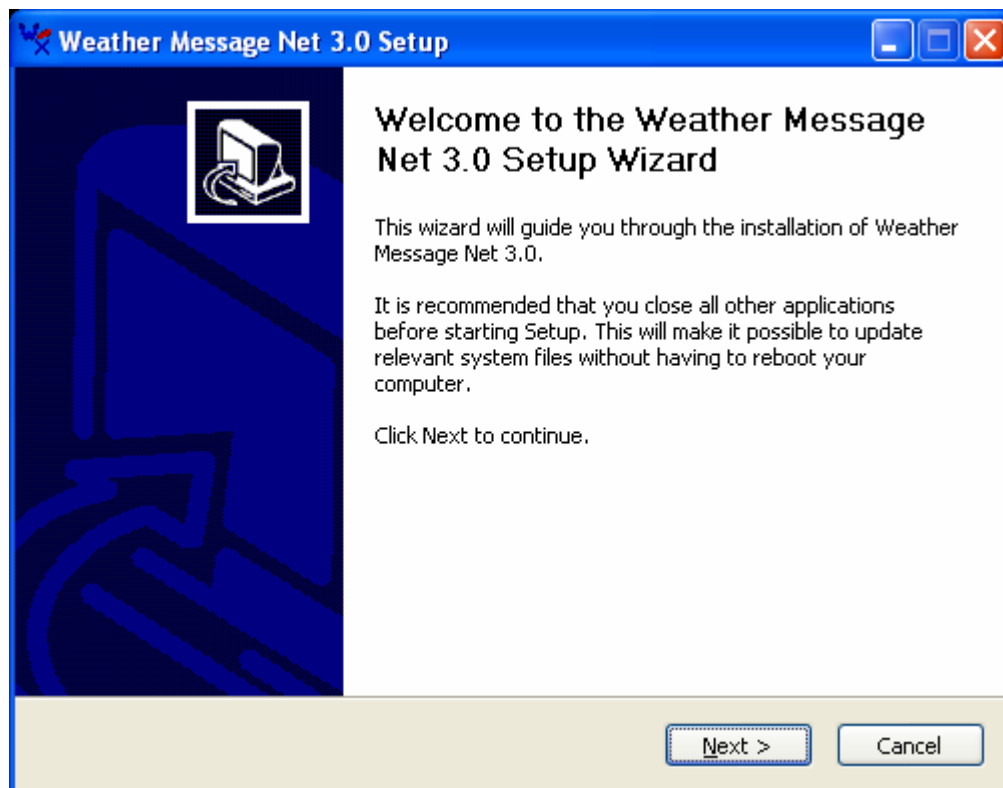 Weather Message Net 3.0 Setup
Welcome to the Weather Message
Net 3.0 Setup Wizard
This wizard will guide you through the installation of Weather
Message Net 3.0.
It is recommended that you close all other applications
before starting Setup. This will make it possible to update
relevant system files without having to reboot your
computer.
Click Next to continue.
Next >
Cancel